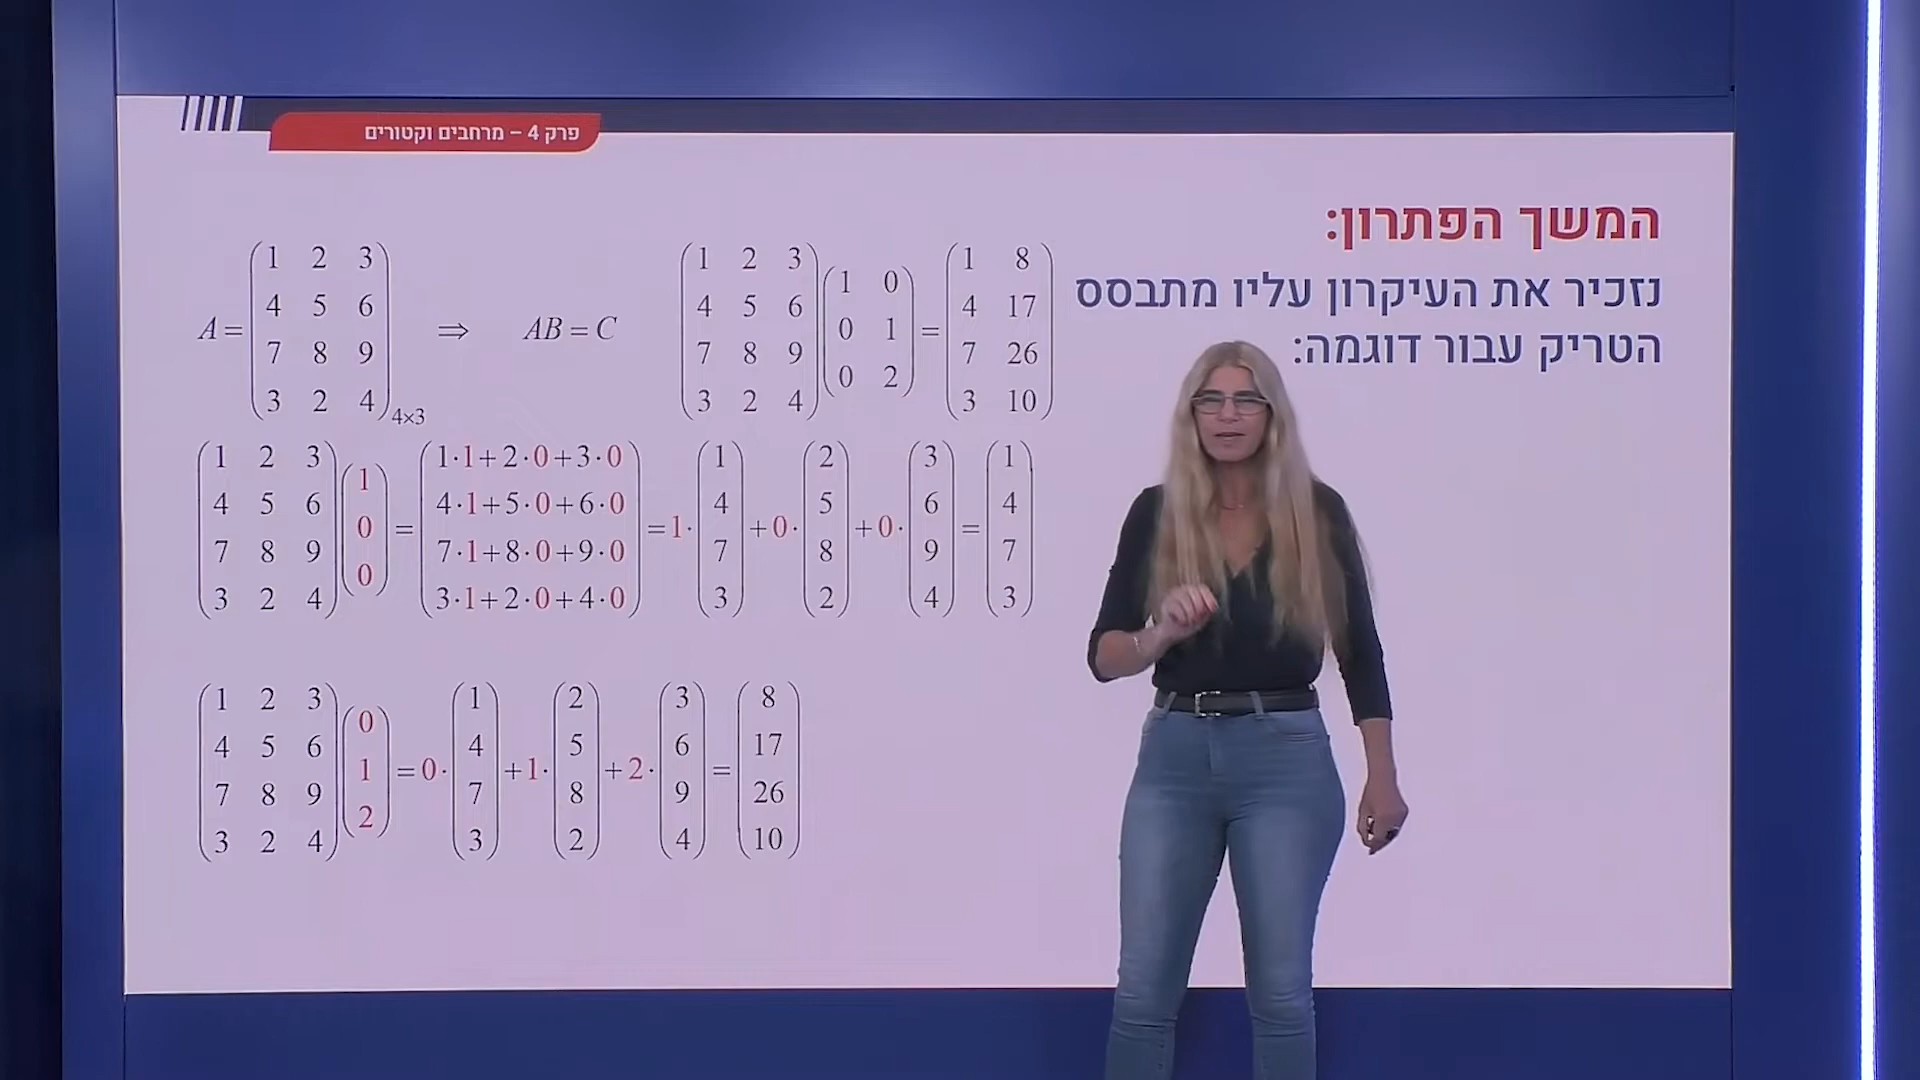 פרק 4 – מרחבים וקטורים
המשך הפתרון:
נזכיר את העיקרון עליו מתבסס
הטריק עבור דוגמה:
A = (1 2 3; 4 5 6; 7 8 9; 3 2 4)4×3 ⇒ AB = C (1 2 3; 4 5 6; 7 8 9; 3 2 4) (1 0; 0 1; 0 2) = (1 8; 4 17; 7 26; 3 10)
(1 2 3; 4 5 6; 7 8 9; 3 2 4) (1; 0; 0) = (1·1+2·0+3·0; 4·1+5·0+6·0; 7·1+8·0+9·0; 3·1+2·0+4·0) = 1· (1; 4; 7; 3) + 0· (2; 5; 8; 2) + 0· (3; 6; 9; 4) = (1; 4; 7; 3)
(1 2 3; 4 5 6; 7 8 9; 3 2 4) (0; 1; 2) = 0· (1; 4; 7; 3) + 1· (2; 5; 8; 2) + 2· (3; 6; 9; 4) = (8; 17; 26; 10)